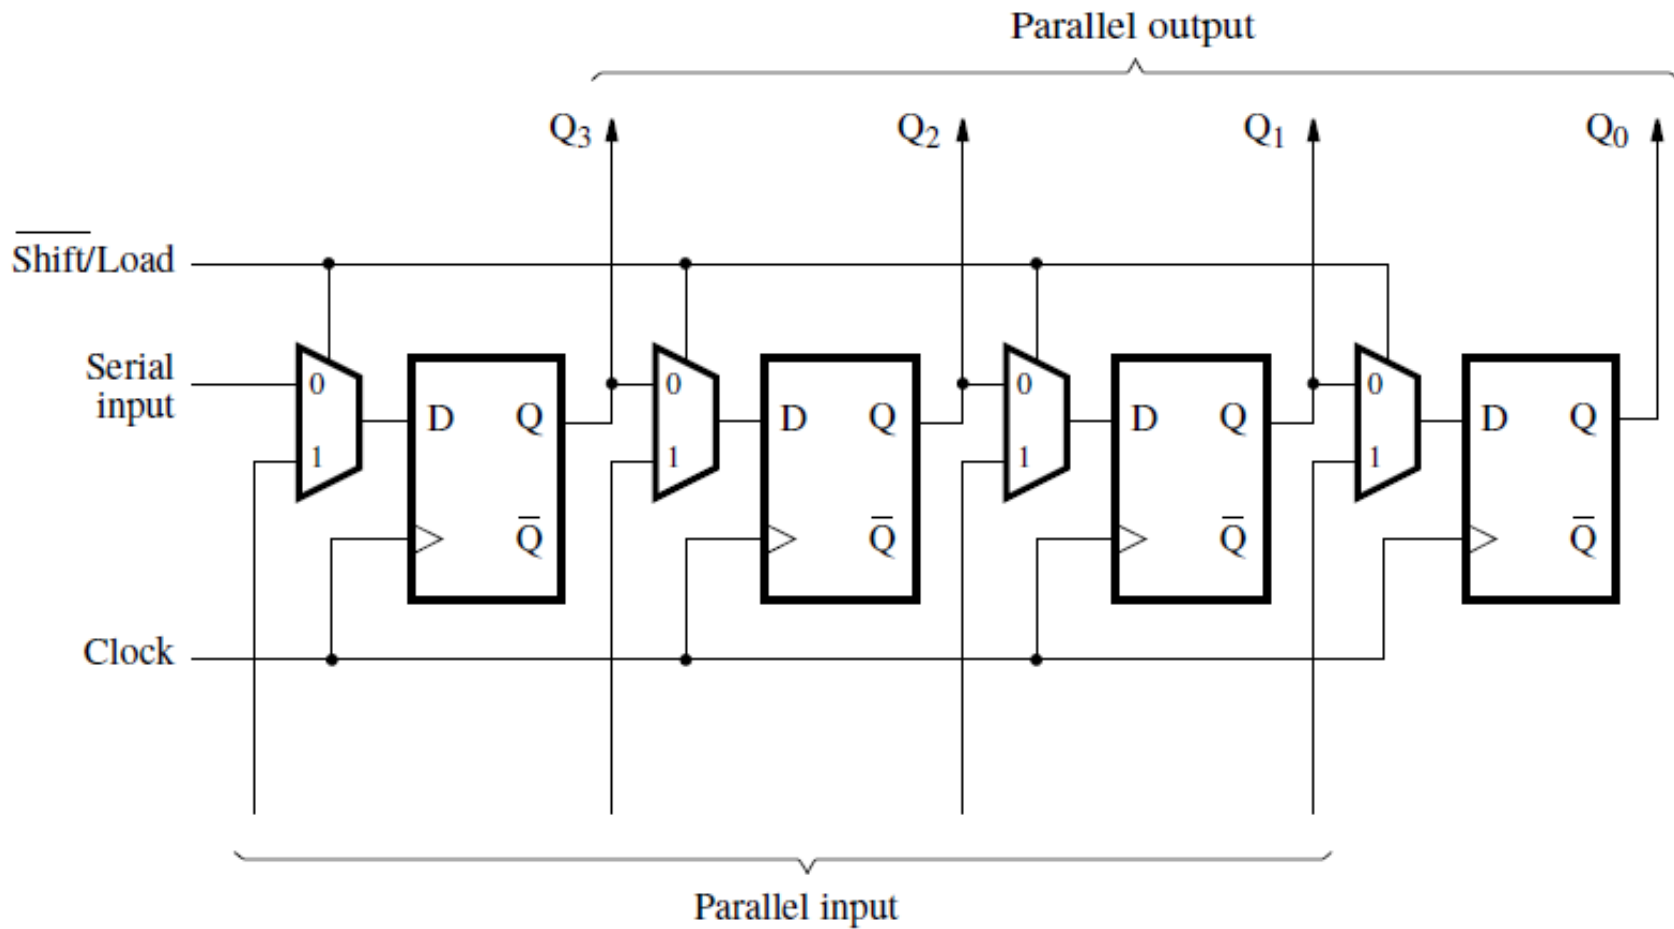 Parallel output
Q3 Q2 Q1 Q0
Shift/Load
Serial
input
0 0 0 0
D Q D Q D Q D Q
1 1 1 1
Q̅ Q̅ Q̅ Q̅
Clock
Parallel input